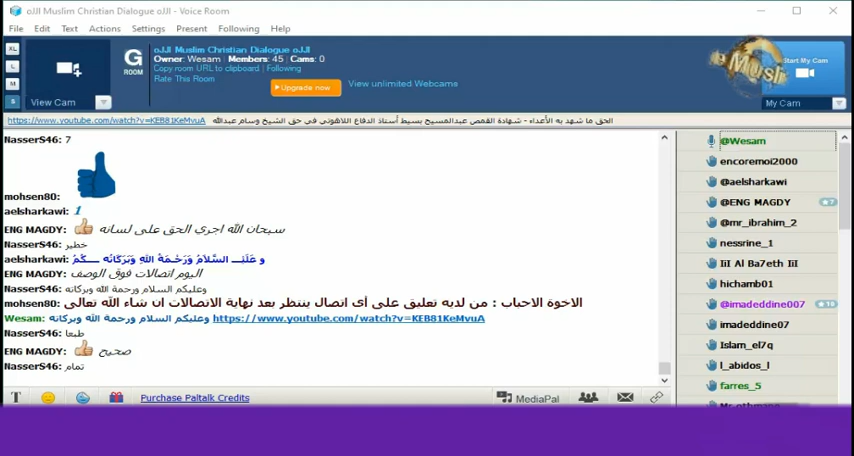 oJJI Muslim Christian Dialogue oJJI - Voice Room
File Edit Text Actions Settings Present Following Help
XL
L
M
S
View Cam
G
ROOM
oJJI Muslim Christian Dialogue oJJI
Owner: Wesam | Members: 45 | Cams: 0
Copy room URL to clipboard | Following
Rate This Room
Upgrade now
View unlimited Webcams
Start My Cam
My Cam
https://www.youtube.com/watch?v=KEB81KeMvuA الحق ما شهد به الأعداء - شهادة القمص عبدالمسيح بسيط أستاذ الدفاع اللاهوتي في حق الشيخ وسام عبدالله
NasserS46: 7
mohsen80:
aelsharkawi: 1
ENG MAGDY: سبحان الله اجري الحق على لسانه
NasserS46: خطير
aelsharkawi: و عَلَيْــكُمُ السَّلاَمُ وَرَحْـمَةُ اللهِ وَبَرَكَاتُه
ENG MAGDY: اليوم اتصالات فوق الوصف
NasserS46: وعليكم السلام ورحمة الله وبركاته
mohsen80: الاخوة الاحباب : من لديه تعليق على أى اتصال ينتظر بعد نهاية الاتصالات ان شاء الله تعالى
Wesam: وعليكم السلام ورحمة الله وبركاته https://www.youtube.com/watch?v=KEB81KeMvuA
NasserS46: طبعا
ENG MAGDY: صحيح
NasserS46: تمام
@Wesam
encoremoi2000
@aelsharkawi
@ENG MAGDY
@mr_ibrahim_2
nessrine_1
IiI Al Ba7eth IiI
hichamb01
@imadeddine007
imadeddine07
Islam_el7q
l_abidos_l
farres_5
T
Purchase Paltalk Credits
MediaPal